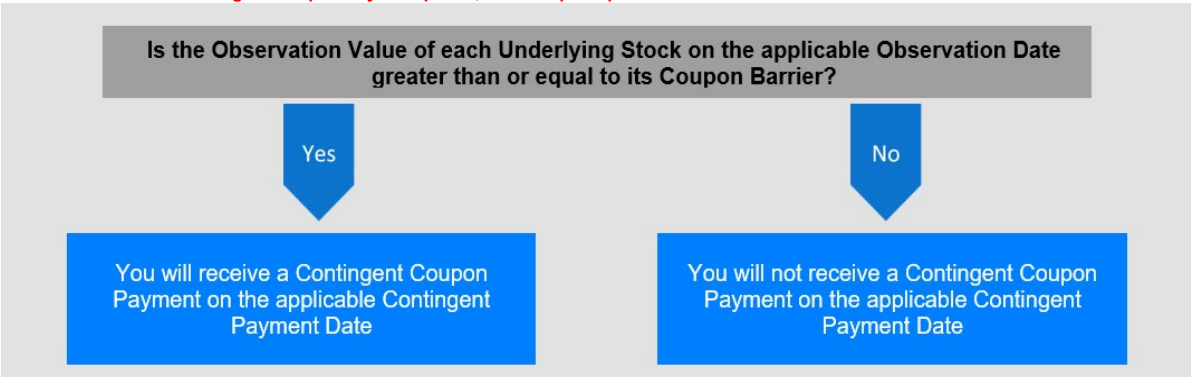 Is the Observation Value of each Underlying Stock on the applicable Observation Date
greater than or equal to its Coupon Barrier?
Yes
No
You will receive a Contingent Coupon
Payment on the applicable Contingent
Payment Date
You will not receive a Contingent Coupon
Payment on the applicable Contingent
Payment Date